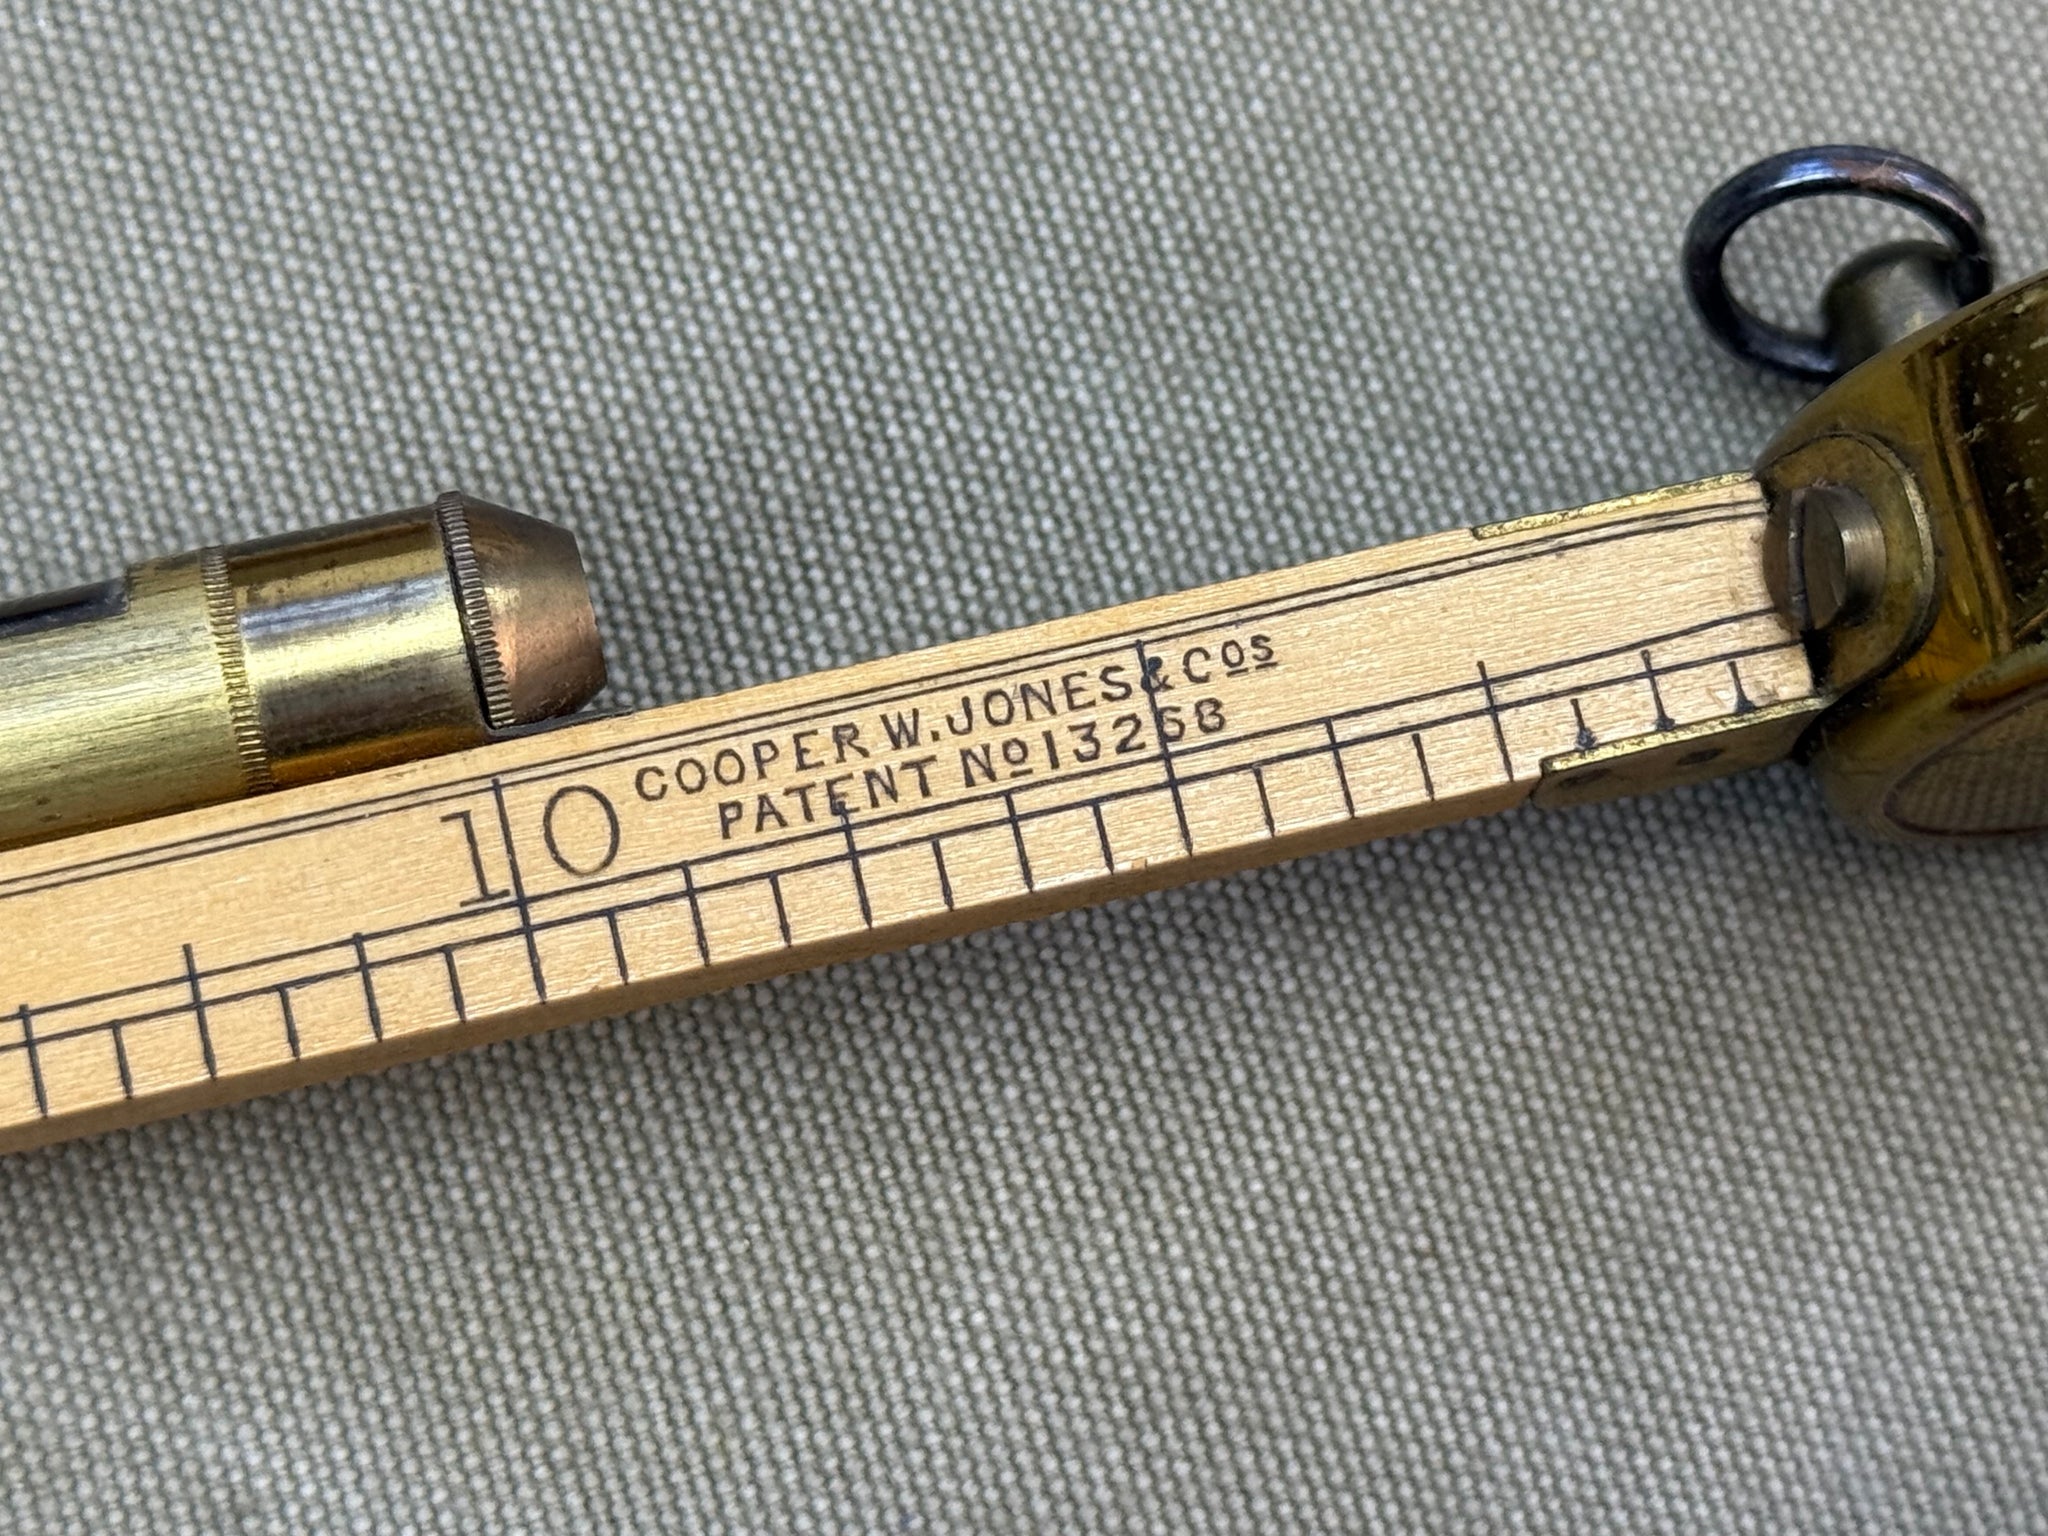 COOPER W. JONES & Cos
PATENT No 13268
10